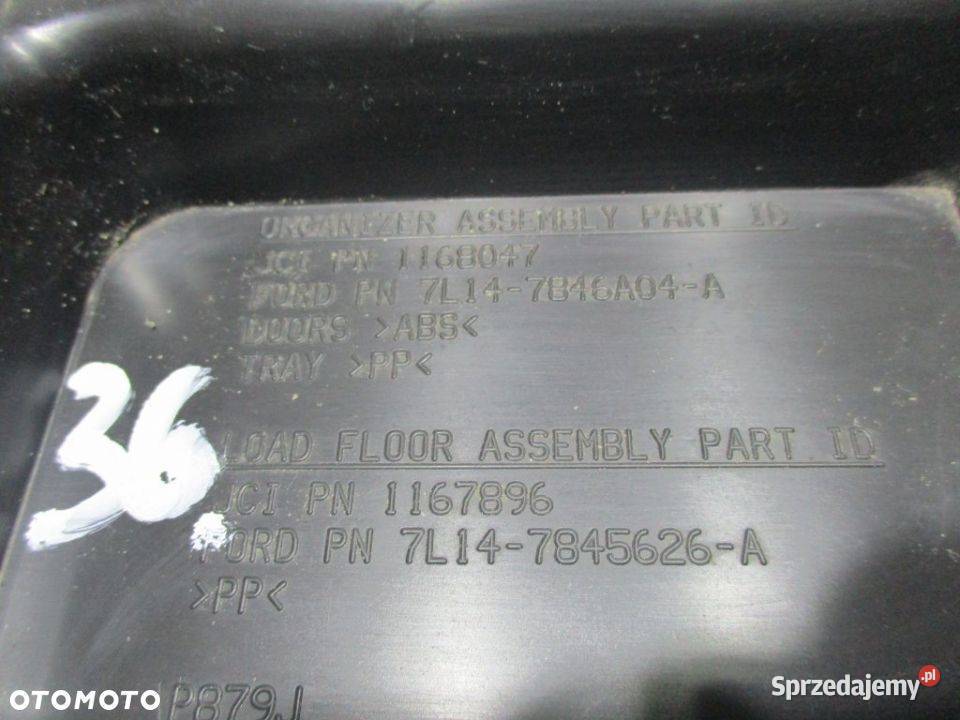 ORGANIZER ASSEMBLY PART ID
JCI PN 1168047
FORD PN 7L14-7846A04-A
DOORS >ABS<
TRAY >PP<
36
LOAD FLOOR ASSEMBLY PART ID
JCI PN 1167896
FORD PN 7L14-7845626-A
>PP<
P879J
OTOMOTO
Sprzedajemy.pl